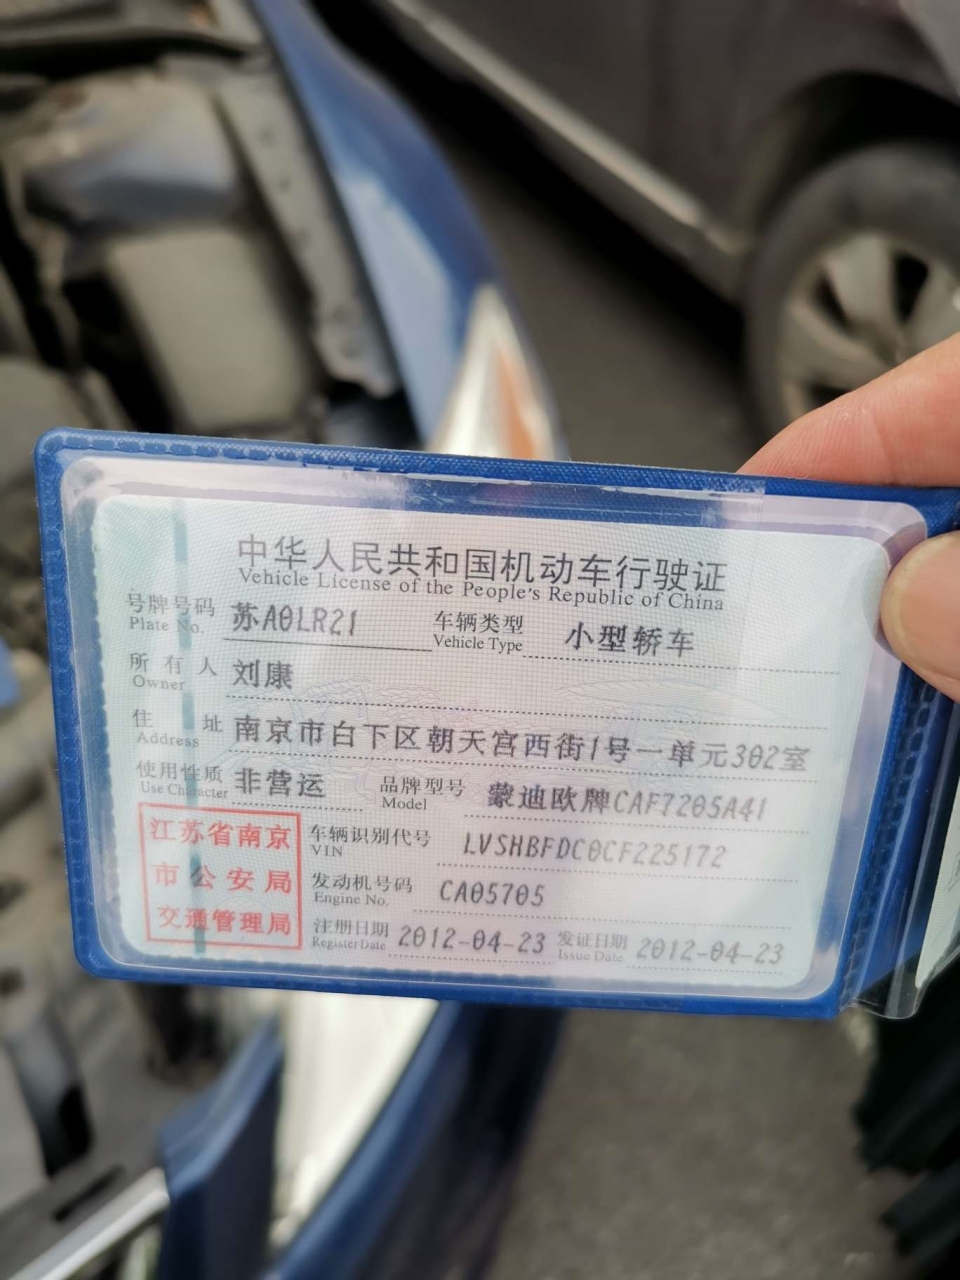 中华人民共和国机动车行驶证
Vehicle License of the People's Republic of China
号牌号码 苏A0LR21 车辆类型 小型轿车
Plate No. Vehicle Type
所有人 刘康
Owner
住址 南京市白下区朝天宫西街1号一单元302室
Address
使用性质 非营运 品牌型号 蒙迪欧牌CAF7205A41
Use Character Model
江苏省南京
市公安局
交通管理局
车辆识别代号 LVSHBFDC0CF225172
VIN
发动机号码 CA05705
Engine No.
注册日期 2012-04-23 发证日期 2012-04-23
Register Date Issue Date